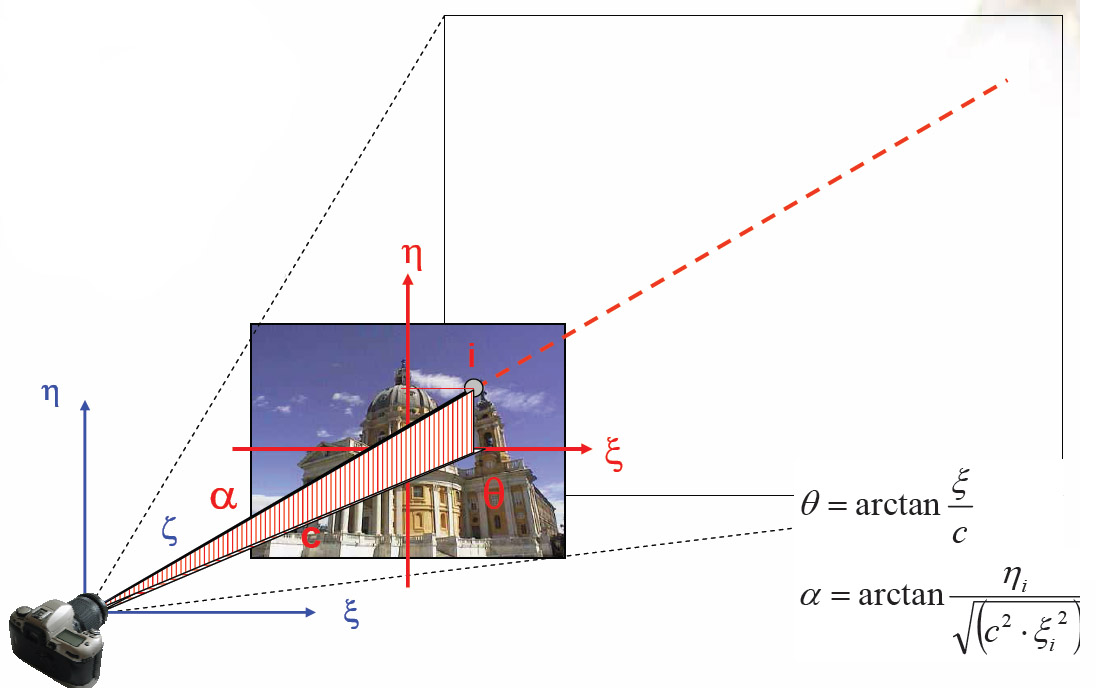 η
i
η
ξ
α
θ
ζ
c
ξ
θ = arctan ξ / c
α = arctan η_i / √(c² · ξ_i²)